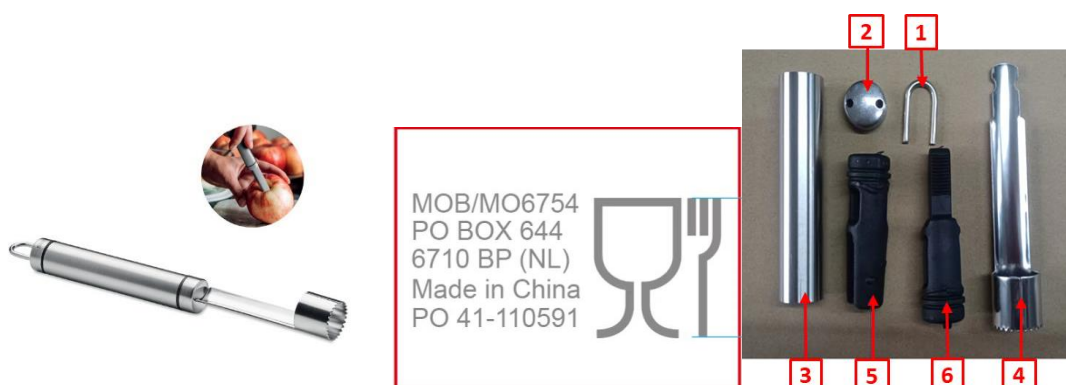 MOB/MO6754
PO BOX 644
6710 BP (NL)
Made in China
PO 41-110591
2
1
3
5
6
4